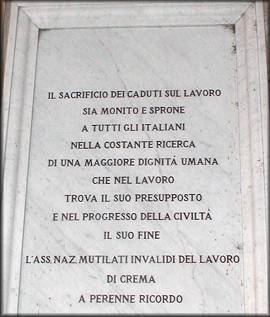 IL SACRIFICIO DEI CADUTI SUL LAVORO
SIA MONITO E SPRONE
A TUTTI GLI ITALIANI
NELLA COSTANTE RICERCA
DI UNA MAGGIORE DIGNITÁ UMANA
CHE NEL LAVORO
TROVA IL SUO PRESUPPOSTO
E NEL PROGRESSO DELLA CIVILTÁ
IL SUO FINE
L'ASS. NAZ. MUTILATI INVALIDI DEL LAVORO
DI CREMA
A PERENNE RICORDO